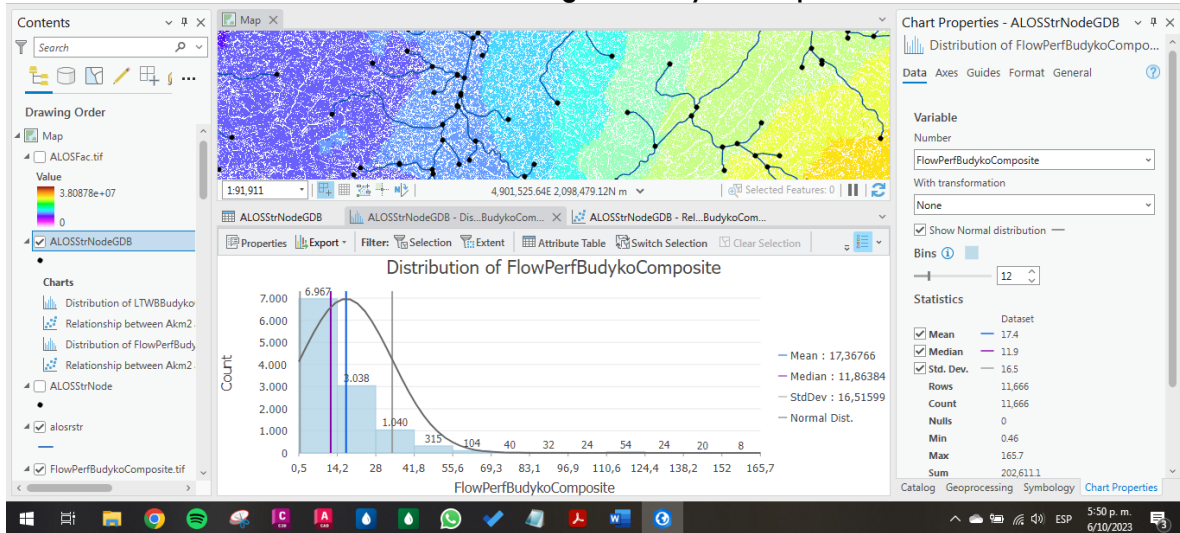 Contents
Search
Drawing Order
Map
ALOSFac.tif
Value
3.80878e+07
0
ALOSStrNodeGDB
Charts
Distribution of LTWBBudyko
Relationship between Akm2
Distribution of FlowPerfBudy
Relationship between Akm2
ALOSStrNode
alosrstr
FlowPerfBudykoComposite.tif
Map
1:91,911
4,901,525.64E 2,098,479.12N m
Selected Features: 0
ALOSStrNodeGDB
ALOSStrNodeGDB - Dis...BudykoCom...
ALOSStrNodeGDB - Rel...BudykoCom...
Properties Export Filter: Selection Extent Attribute Table Switch Selection Clear Selection
Distribution of FlowPerfBudykoComposite
Count
7.000
6.000
5.000
4.000
3.000
2.000
1.000
0
6.967 3.038 1.040 315 104 40 32 24 54 24 20 8
0,5 14,2 28 41,8 55,6 69,3 83,1 96,9 110,6 124,4 138,2 152 165,7
FlowPerfBudykoComposite
Mean : 17,36766
Median : 11,86384
StdDev : 16,51599
Normal Dist.
Chart Properties - ALOSStrNodeGDB
Distribution of FlowPerfBudykoCompo...
Data Axes Guides Format General
Variable
Number
FlowPerfBudykoComposite
With transformation
None
Show Normal distribution
Bins
12
Statistics
Dataset
Mean 17.4
Median 11.9
Std. Dev. 16.5
Rows 11,666
Count 11,666
Nulls 0
Min 0.46
Max 165.7
Sum 202,611.1
Catalog Geoprocessing Symbology Chart Properties
ESP
5:50 p. m.
6/10/2023
3